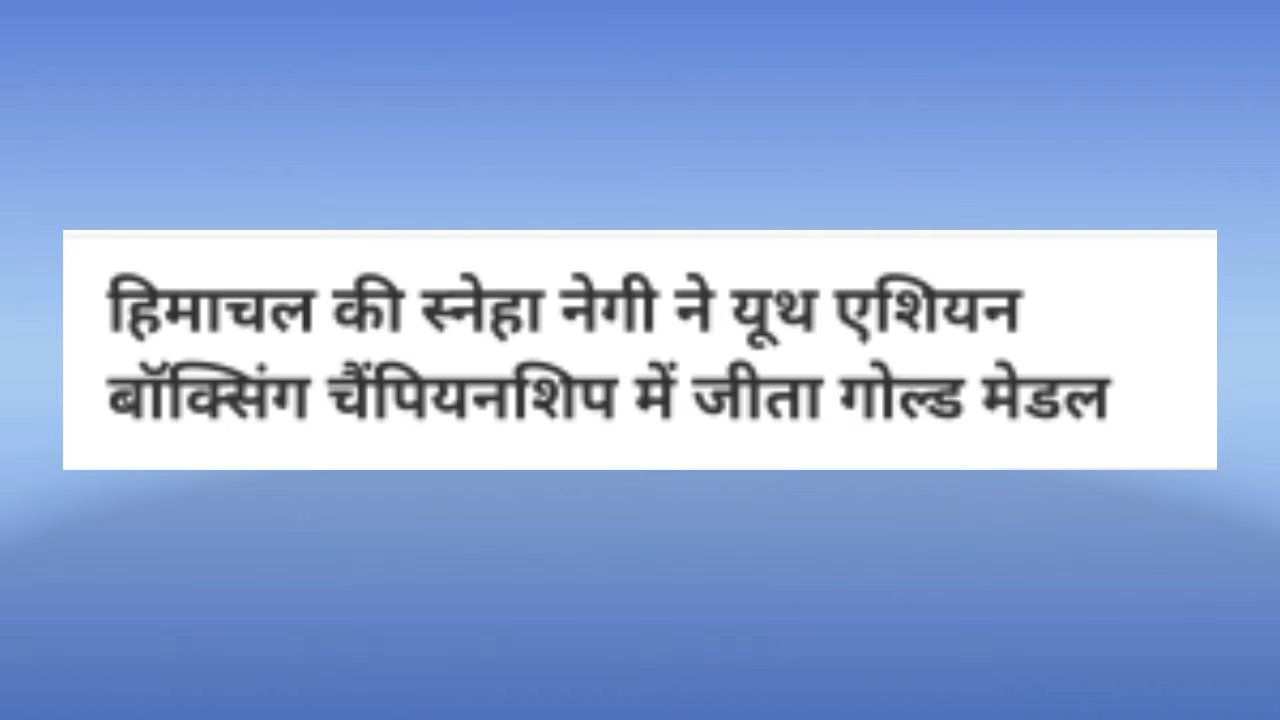 हिमाचल की स्नेहा नेगी ने यूथ एशियन
बॉक्सिंग चैंपियनशिप में जीता गोल्ड मेडल